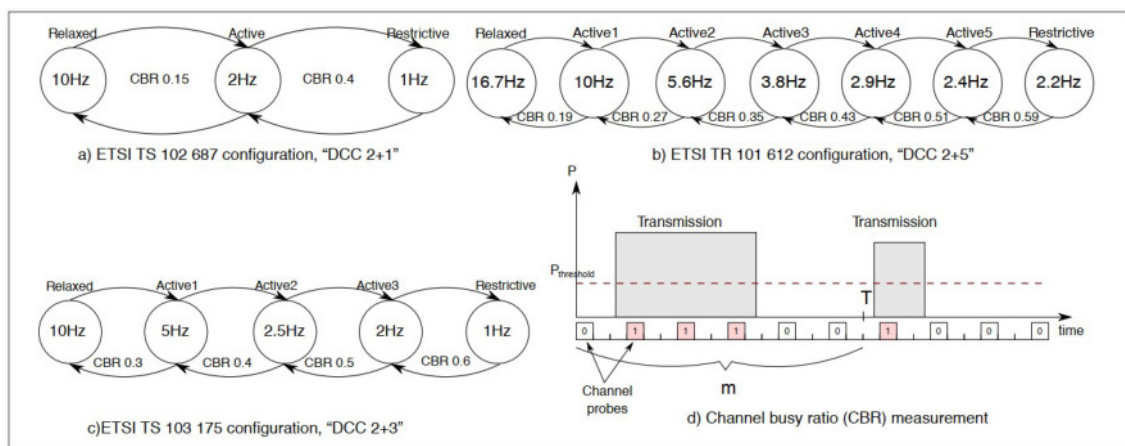 Relaxed Active Restrictive
10Hz CBR 0.15 2Hz CBR 0.4 1Hz
a) ETSI TS 102 687 configuration, “DCC 2+1”
Relaxed Active1 Active2 Active3 Active4 Active5 Restrictive
16.7Hz 10Hz 5.6Hz 3.8Hz 2.9Hz 2.4Hz 2.2Hz
CBR 0.19 CBR 0.27 CBR 0.35 CBR 0.43 CBR 0.51 CBR 0.59
b) ETSI TR 101 612 configuration, “DCC 2+5”
Relaxed Active1 Active2 Active3 Restrictive
10Hz 5Hz 2.5Hz 2Hz 1Hz
CBR 0.3 CBR 0.4 CBR 0.5 CBR 0.6
c)ETSI TS 103 175 configuration, “DCC 2+3”
P
Transmission Transmission
Pthreshold
T
0 1 1 1 0 0 1 0 0 0 time
Channel
probes
m
d) Channel busy ratio (CBR) measurement